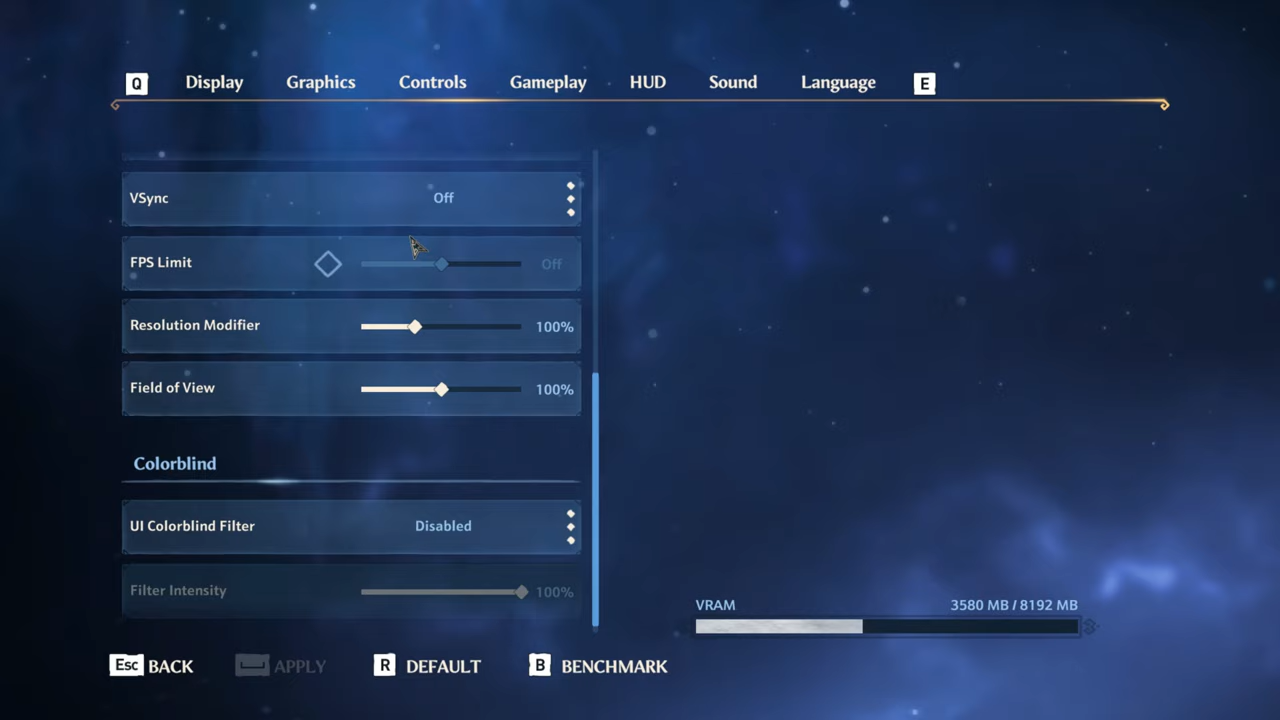 Q Display Graphics Controls Gameplay HUD Sound Language E
VSync Off
FPS Limit Off
Resolution Modifier 100%
Field of View 100%
Colorblind
UI Colorblind Filter Disabled
Filter Intensity 100%
VRAM 3580 MB / 8192 MB
Esc BACK APPLY R DEFAULT B BENCHMARK